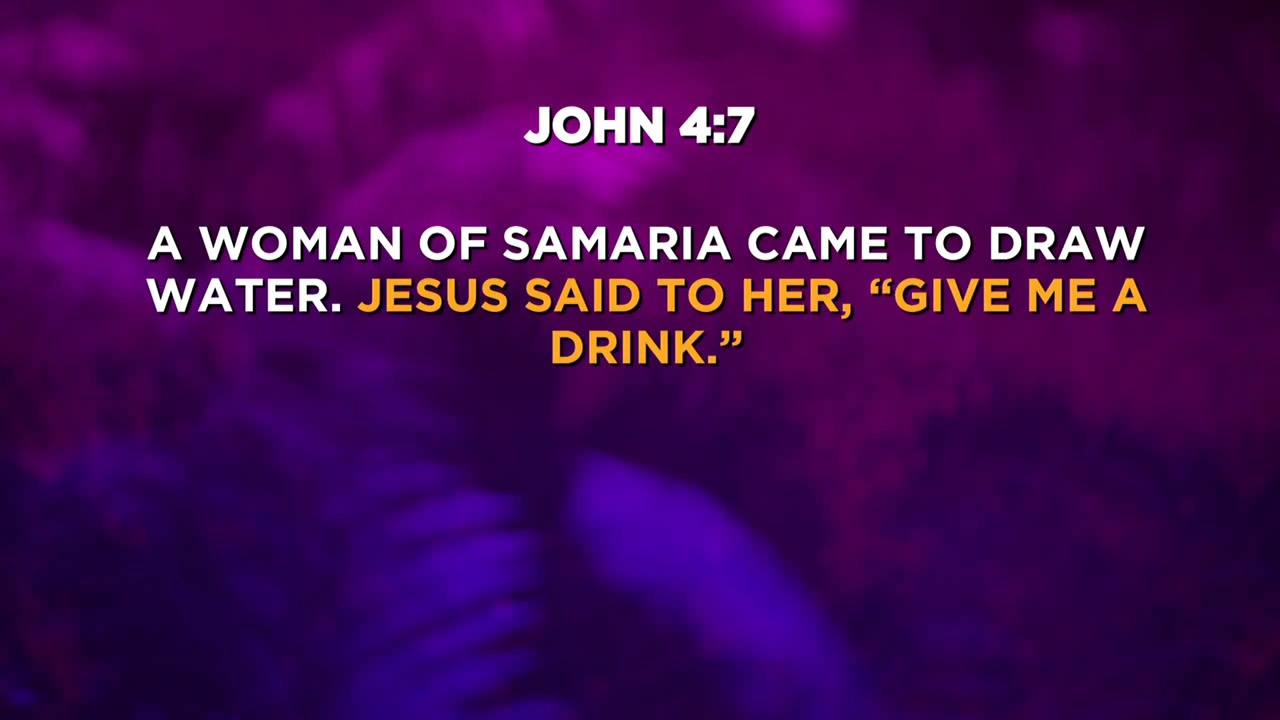 JOHN 4:7
A WOMAN OF SAMARIA CAME TO DRAW
WATER. JESUS SAID TO HER, “GIVE ME A
DRINK.”